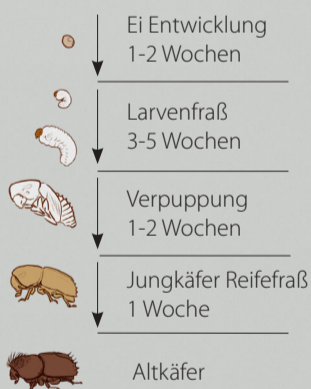 Ei Entwicklung
1-2 Wochen
Larvenfraß
3-5 Wochen
Verpuppung
1-2 Wochen
Jungkäfer Reifefraß
1 Woche
Altkäfer